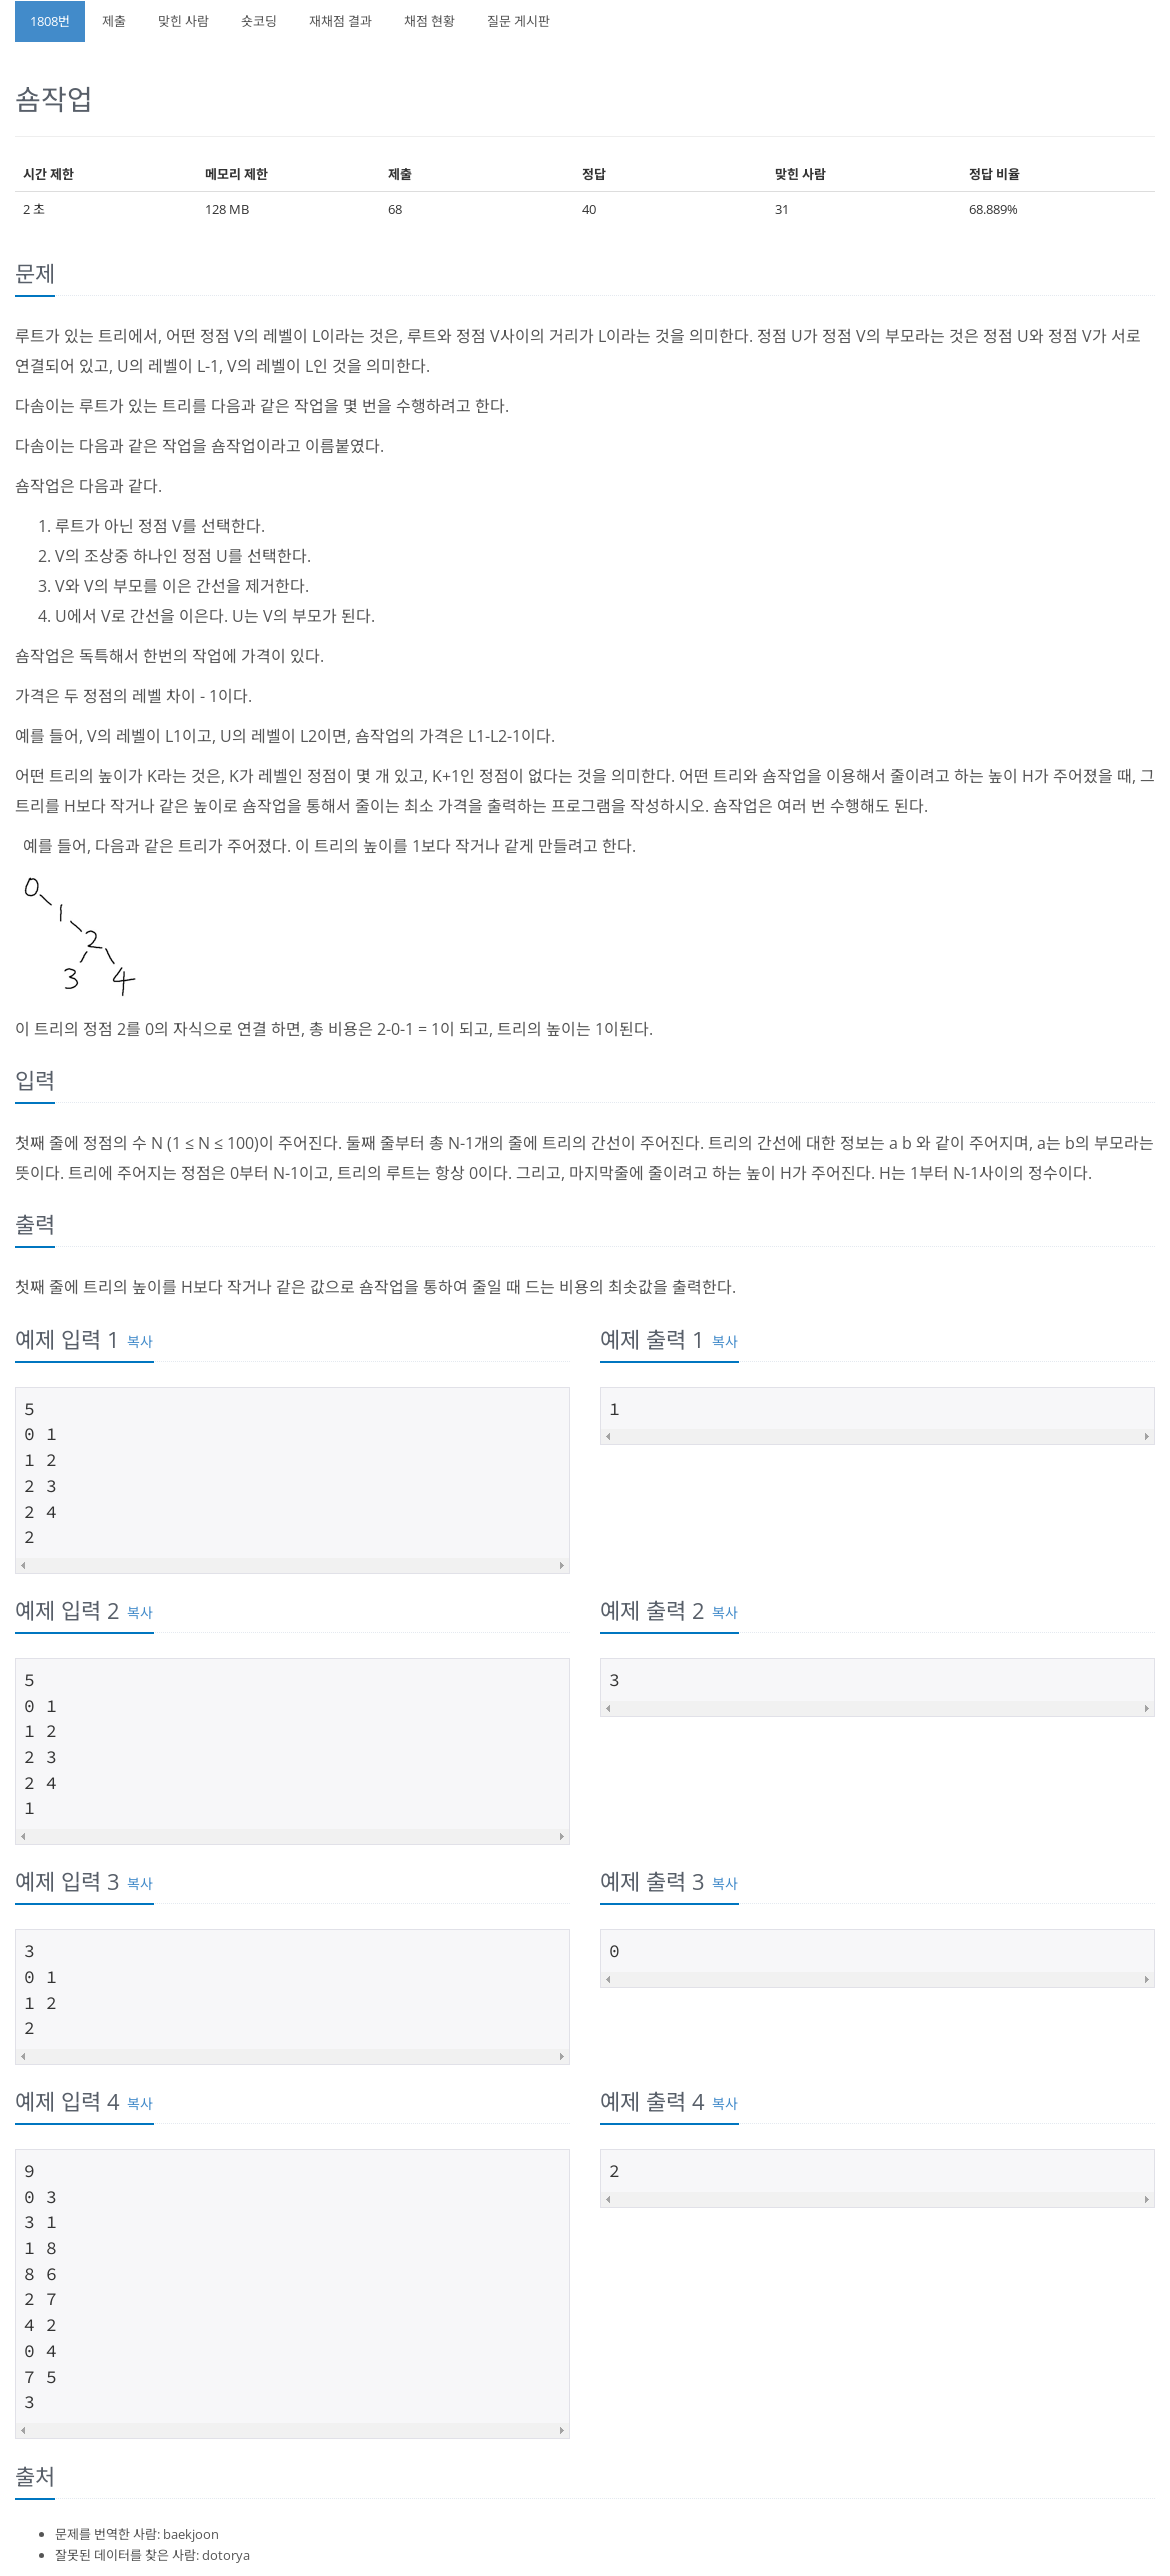 1808번 제출 맞힌 사람 숏코딩 재채점 결과 채점 현황 질문 게시판
숌작업
시간 제한 메모리 제한 제출 정답 맞힌 사람 정답 비율
2 초 128 MB 68 40 31 68.889%
문제
루트가 있는 트리에서, 어떤 정점 V의 레벨이 L이라는 것은, 루트와 정점 V사이의 거리가 L이라는 것을 의미한다. 정점 U가 정점 V의 부모라는 것은 정점 U와 정점 V가 서로
연결되어 있고, U의 레벨이 L-1, V의 레벨이 L인 것을 의미한다.
다솜이는 루트가 있는 트리를 다음과 같은 작업을 몇 번을 수행하려고 한다.
다솜이는 다음과 같은 작업을 숌작업이라고 이름붙였다.
숌작업은 다음과 같다.
1. 루트가 아닌 정점 V를 선택한다.
2. V의 조상중 하나인 정점 U를 선택한다.
3. V와 V의 부모를 이은 간선을 제거한다.
4. U에서 V로 간선을 이은다. U는 V의 부모가 된다.
숌작업은 독특해서 한번의 작업에 가격이 있다.
가격은 두 정점의 레벨 차이 - 1이다.
예를 들어, V의 레벨이 L1이고, U의 레벨이 L2이면, 숌작업의 가격은 L1-L2-1이다.
어떤 트리의 높이가 K라는 것은, K가 레벨인 정점이 몇 개 있고, K+1인 정점이 없다는 것을 의미한다. 어떤 트리와 숌작업을 이용해서 줄이려고 하는 높이 H가 주어졌을 때, 그
트리를 H보다 작거나 같은 높이로 숌작업을 통해서 줄이는 최소 가격을 출력하는 프로그램을 작성하시오. 숌작업은 여러 번 수행해도 된다.
예를 들어, 다음과 같은 트리가 주어졌다. 이 트리의 높이를 1보다 작거나 같게 만들려고 한다.
0
1
2
3 4
이 트리의 정점 2를 0의 자식으로 연결 하면, 총 비용은 2-0-1 = 1이 되고, 트리의 높이는 1이된다.
입력
첫째 줄에 정점의 수 N (1 ≤ N ≤ 100)이 주어진다. 둘째 줄부터 총 N-1개의 줄에 트리의 간선이 주어진다. 트리의 간선에 대한 정보는 a b 와 같이 주어지며, a는 b의 부모라는
뜻이다. 트리에 주어지는 정점은 0부터 N-1이고, 트리의 루트는 항상 0이다. 그리고, 마지막줄에 줄이려고 하는 높이 H가 주어진다. H는 1부터 N-1사이의 정수이다.
출력
첫째 줄에 트리의 높이를 H보다 작거나 같은 값으로 숌작업을 통하여 줄일 때 드는 비용의 최솟값을 출력한다.
예제 입력 1 복사
5
0 1
1 2
2 3
2 4
2
예제 출력 1 복사
1
예제 입력 2 복사
5
0 1
1 2
2 3
2 4
1
예제 출력 2 복사
3
예제 입력 3 복사
3
0 1
1 2
2
예제 출력 3 복사
0
예제 입력 4 복사
9
0 3
3 1
1 8
8 6
2 7
4 2
0 4
7 5
3
예제 출력 4 복사
2
출처
문제를 번역한 사람: baekjoon
잘못된 데이터를 찾은 사람: dotorya